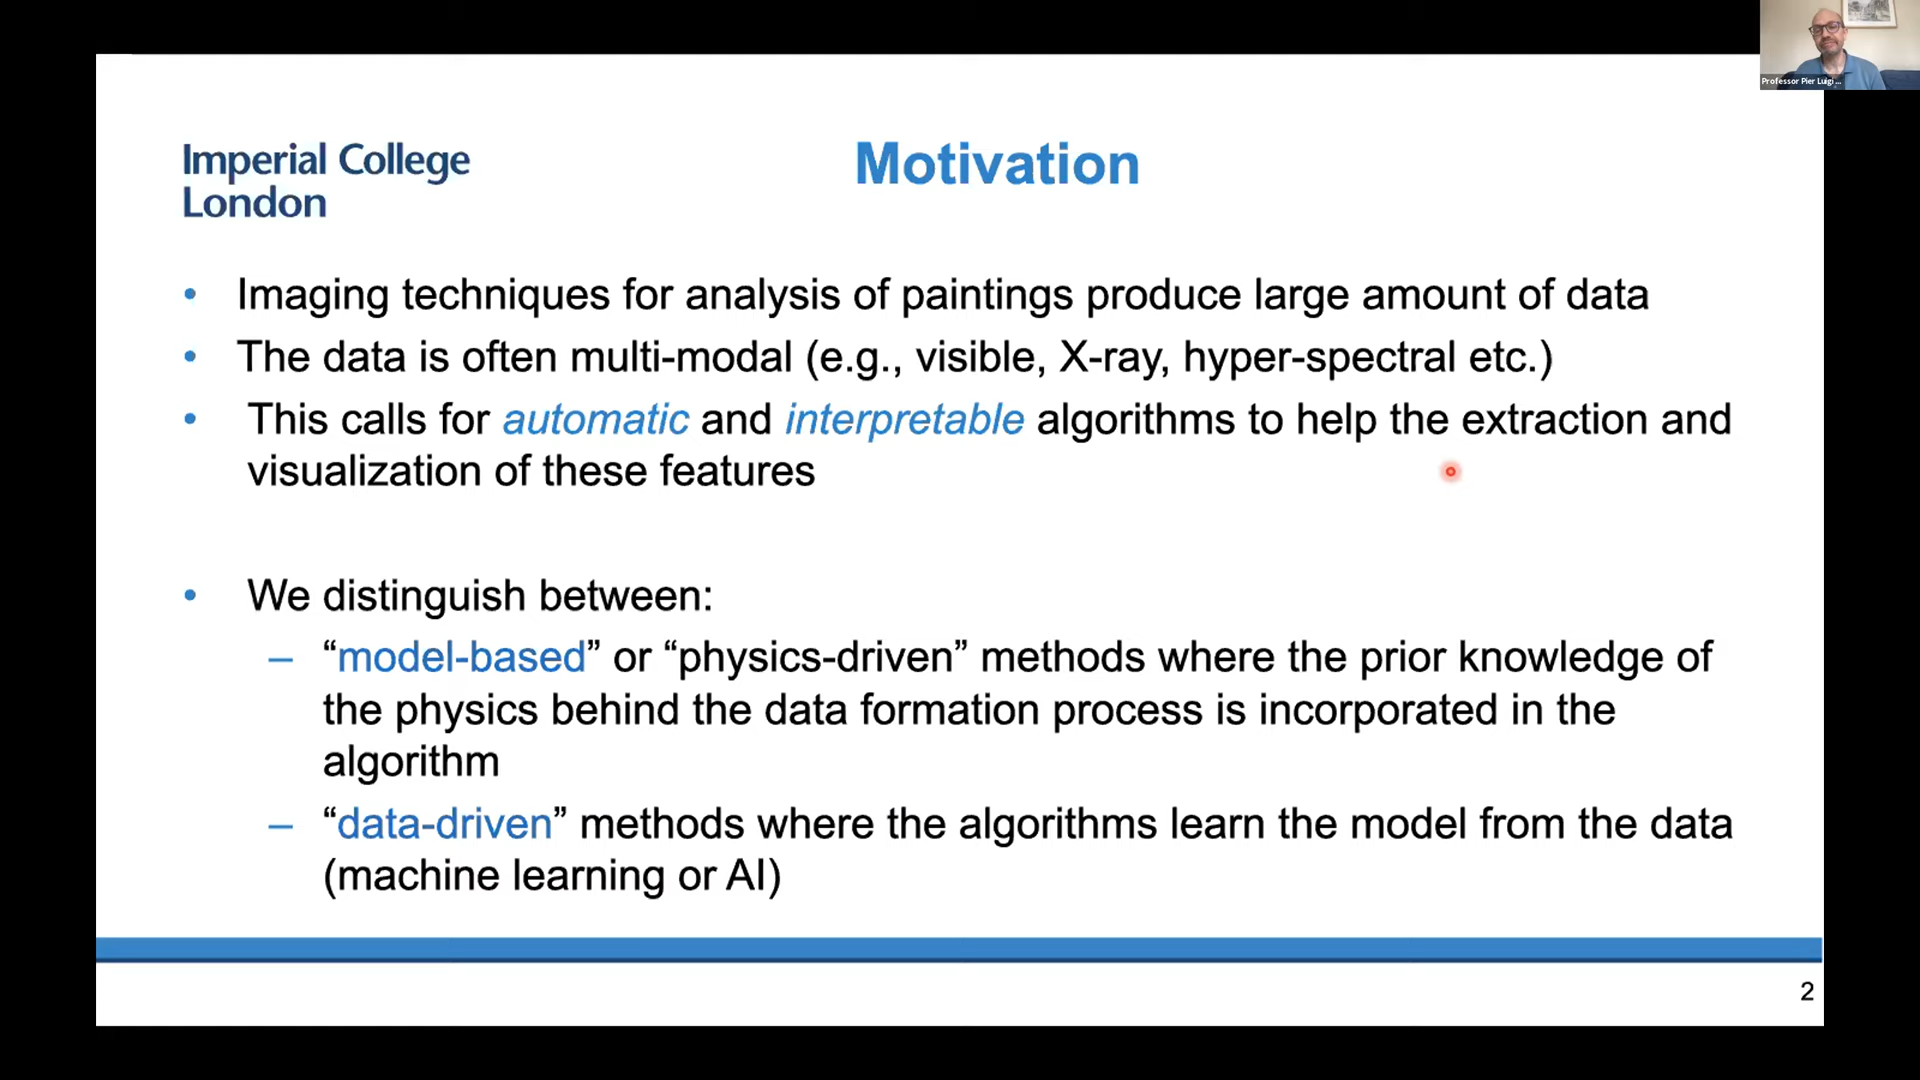 Professor Pier Luigi ...
Imperial College
London
Motivation
• Imaging techniques for analysis of paintings produce large amount of data
• The data is often multi-modal (e.g., visible, X-ray, hyper-spectral etc.)
• This calls for automatic and interpretable algorithms to help the extraction and
visualization of these features
• We distinguish between:
– “model-based” or “physics-driven” methods where the prior knowledge of
the physics behind the data formation process is incorporated in the
algorithm
– “data-driven” methods where the algorithms learn the model from the data
(machine learning or AI)
2